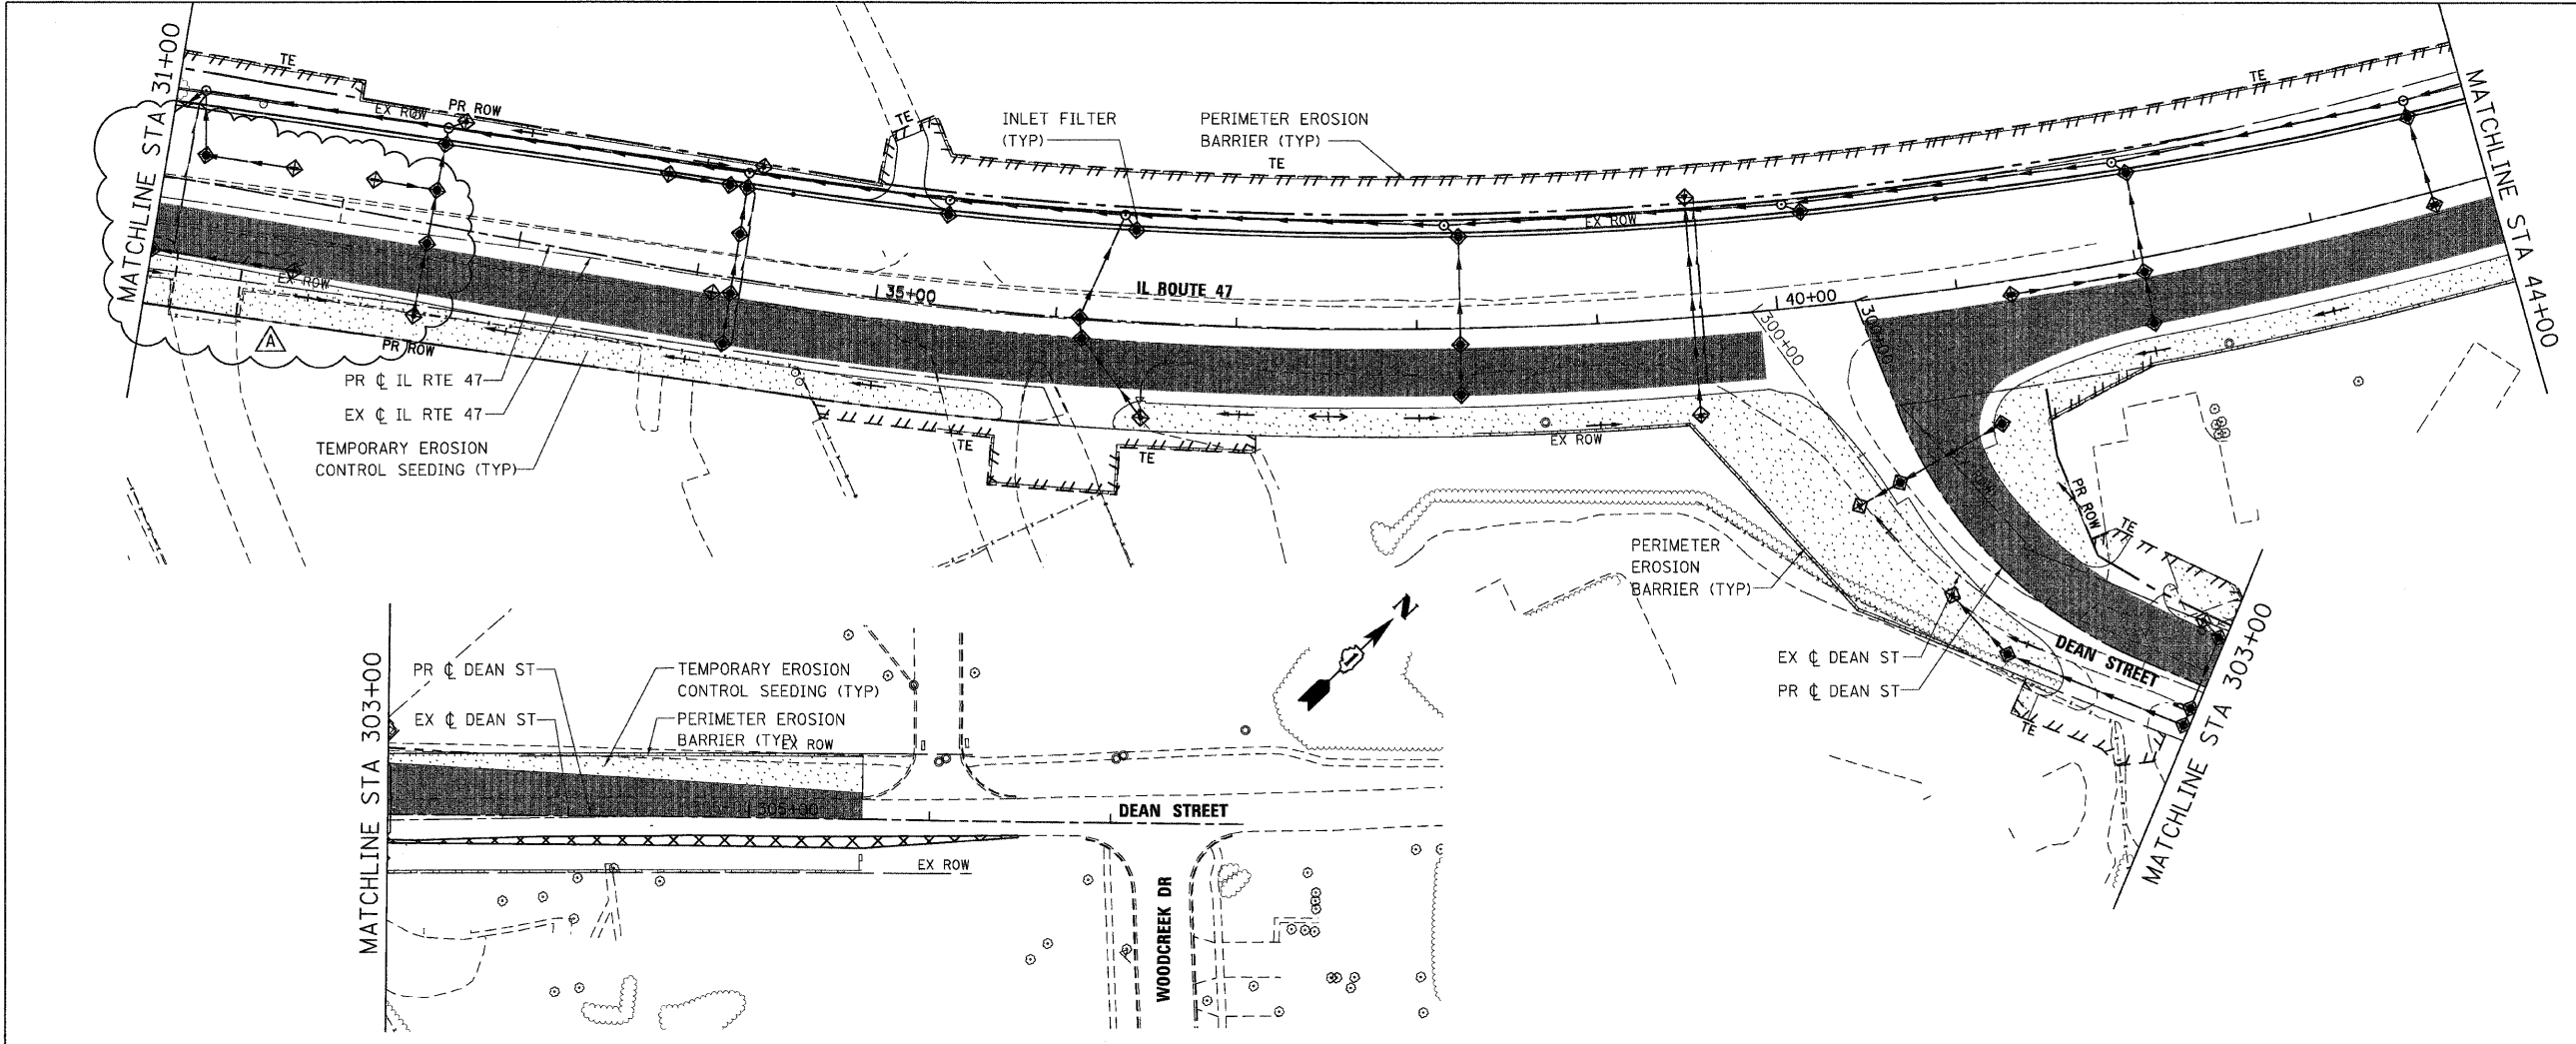 MATCHLINE STA 31+00
TE
EX ROW
PR ROW
TE
INLET FILTER
(TYP)
PERIMETER EROSION
BARRIER (TYP)
TE
TE
MATCHLINE STA 44+00
EX ROW
EX ROW
35+00
IL ROUTE 47
40+00
300+00
A
PR ROW
PR ℄ IL RTE 47
EX ℄ IL RTE 47
TEMPORARY EROSION
CONTROL SEEDING (TYP)
TE
TE
EX ROW
PR ROW
TE
PERIMETER
EROSION
BARRIER (TYP)
EX ℄ DEAN ST
PR ℄ DEAN ST
DEAN STREET
TE
MATCHLINE STA 303+00
N
MATCHLINE STA 303+00
PR ℄ DEAN ST
EX ℄ DEAN ST
TEMPORARY EROSION
CONTROL SEEDING (TYP)
PERIMETER EROSION
BARRIER (TYP)
EX ROW
305+00
DEAN STREET
EX ROW
WOODCREEK DR